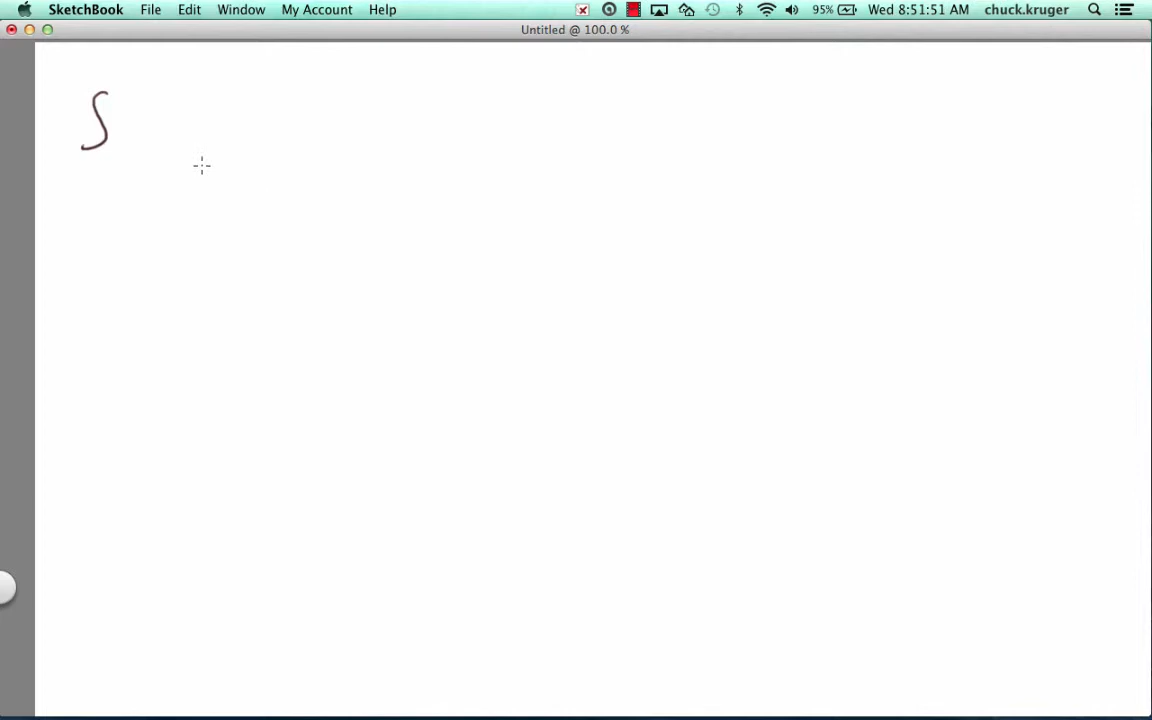 SketchBook File Edit Window My Account Help 95% Wed 8:51:51 AM chuck.kruger
Untitled @ 100.0 %
S